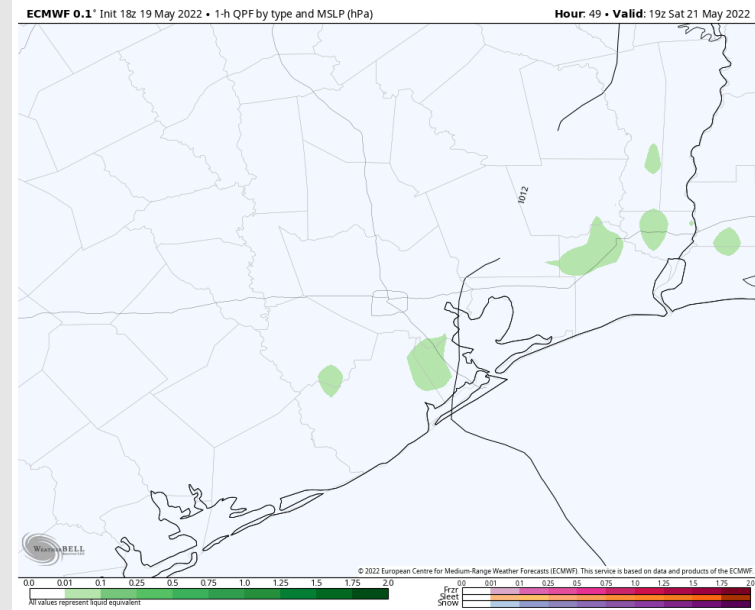 ECMWF 0.1° Init 18z 19 May 2022 • 1-h QPF by type and MSLP (hPa)
Hour: 49 • Valid: 19z Sat 21 May 2022
1012
WeatherBELL
© 2022 European Centre for Medium-Range Weather Forecasts (ECMWF). This service is based on data and products of the ECMWF.
0.0 0.01 0.1 0.25 0.5 0.75 1.0 1.25 1.5 1.75 2.0
All values represent liquid equivalent
0.0 0.01 0.1 0.25 0.5 0.75 1.0 1.25 1.5 1.75 2.0
Frzr
Sleet
Snow